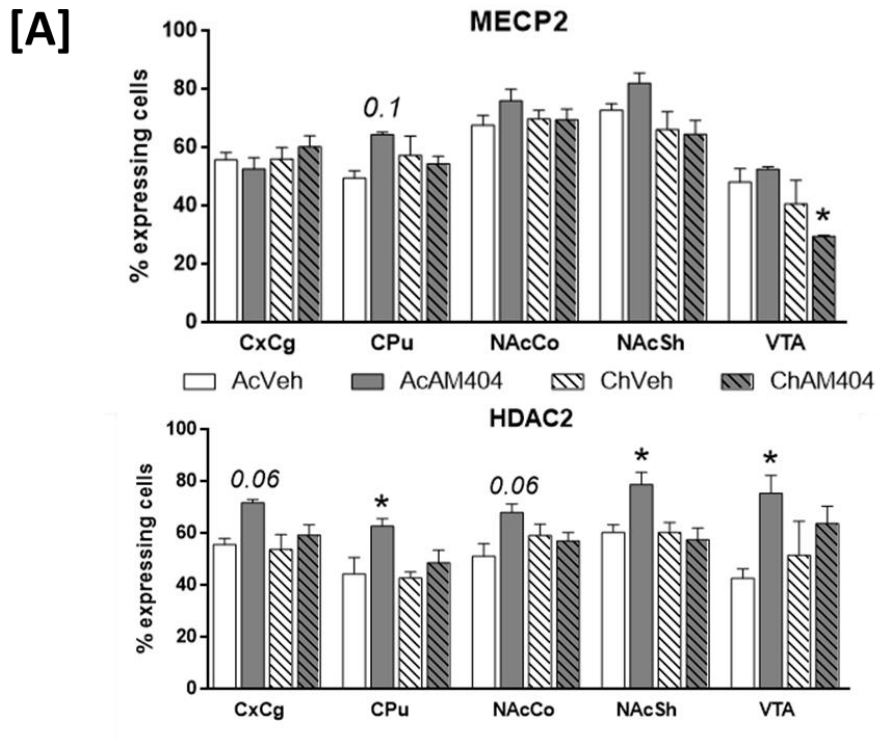 [A]
MECP2
% expressing cells
100
80
60
40
20
0
0.1
*
CxCg CPu NAcCo NAcSh VTA
AcVeh AcAM404 ChVeh ChAM404
HDAC2
% expressing cells
100
80
60
40
20
0
0.06 * 0.06 * *
CxCg CPu NAcCo NAcSh VTA